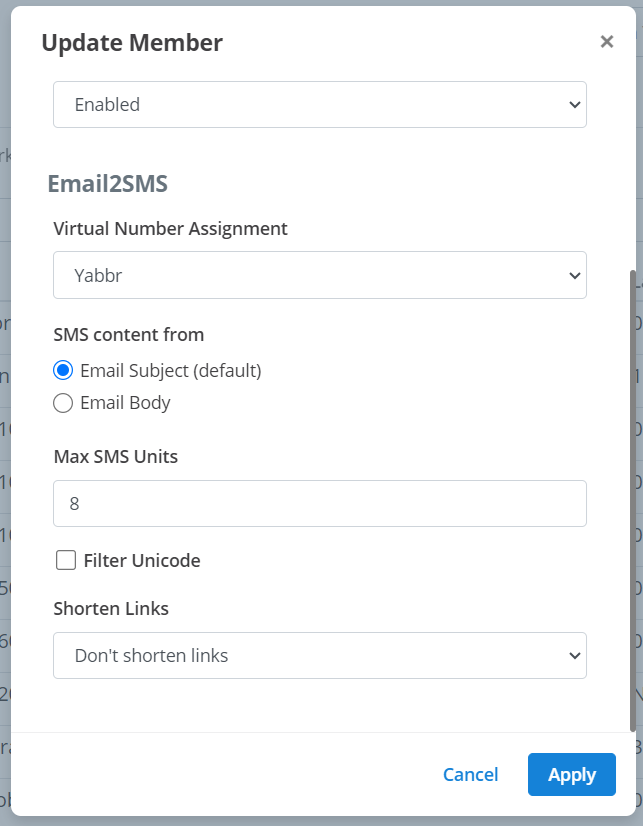 Update Member
×
Enabled
Email2SMS
Virtual Number Assignment
Yabbr
SMS content from
Email Subject (default)
Email Body
Max SMS Units
8
Filter Unicode
Shorten Links
Don't shorten links
Cancel
Apply